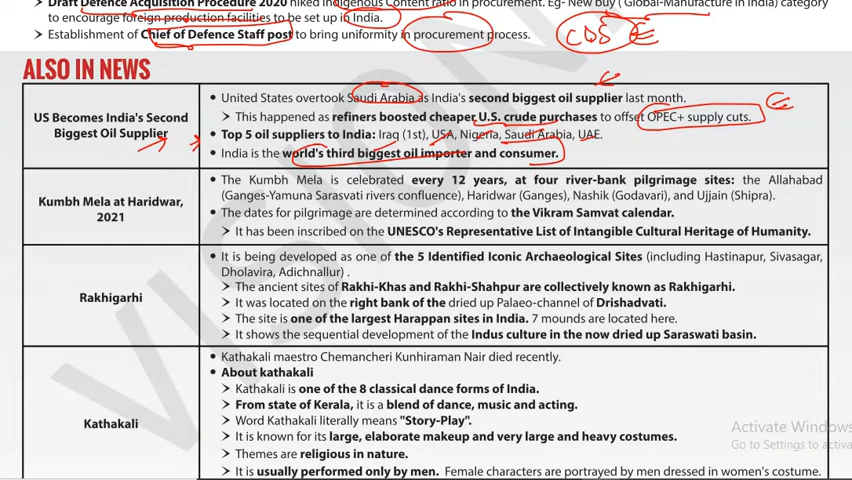 Draft Defence Acquisition Procedure 2020 hiked Indigenous Content ratio in procurement. Eg- New buy ( Global-Manufacture in India) category
to encourage foreign production facilities to be set up in India.
➢ Establishment of Chief of Defence Staff post to bring uniformity in procurement process.
CDS
ALSO IN NEWS
US Becomes India's Second
Biggest Oil Supplier
• United States overtook Saudi Arabia as India's second biggest oil supplier last month.
➢ This happened as refiners boosted cheaper U.S. crude purchases to offset OPEC+ supply cuts.
• Top 5 oil suppliers to India: Iraq (1st), USA, Nigeria, Saudi Arabia, UAE.
• India is the world's third biggest oil importer and consumer.
Kumbh Mela at Haridwar,
2021
• The Kumbh Mela is celebrated every 12 years, at four river-bank pilgrimage sites: the Allahabad
(Ganges-Yamuna Sarasvati rivers confluence), Haridwar (Ganges), Nashik (Godavari), and Ujjain (Shipra).
• The dates for pilgrimage are determined according to the Vikram Samvat calendar.
➢ It has been inscribed on the UNESCO's Representative List of Intangible Cultural Heritage of Humanity.
Rakhigarhi
• It is being developed as one of the 5 Identified Iconic Archaeological Sites (including Hastinapur, Sivasagar,
Dholavira, Adichnallur) .
➢ The ancient sites of Rakhi-Khas and Rakhi-Shahpur are collectively known as Rakhigarhi.
➢ It was located on the right bank of the dried up Palaeo-channel of Drishadvati.
➢ The site is one of the largest Harappan sites in India. 7 mounds are located here.
➢ It shows the sequential development of the Indus culture in the now dried up Saraswati basin.
Kathakali
• Kathakali maestro Chemancheri Kunhiraman Nair died recently.
• About kathakali
➢ Kathakali is one of the 8 classical dance forms of India.
➢ From state of Kerala, it is a blend of dance, music and acting.
➢ Word Kathakali literally means "Story-Play".
➢ It is known for its large, elaborate makeup and very large and heavy costumes.
➢ Themes are religious in nature.
➢ It is usually performed only by men. Female characters are portrayed by men dressed in women's costume.
VISION
Activate Windows
Go to Settings to activa